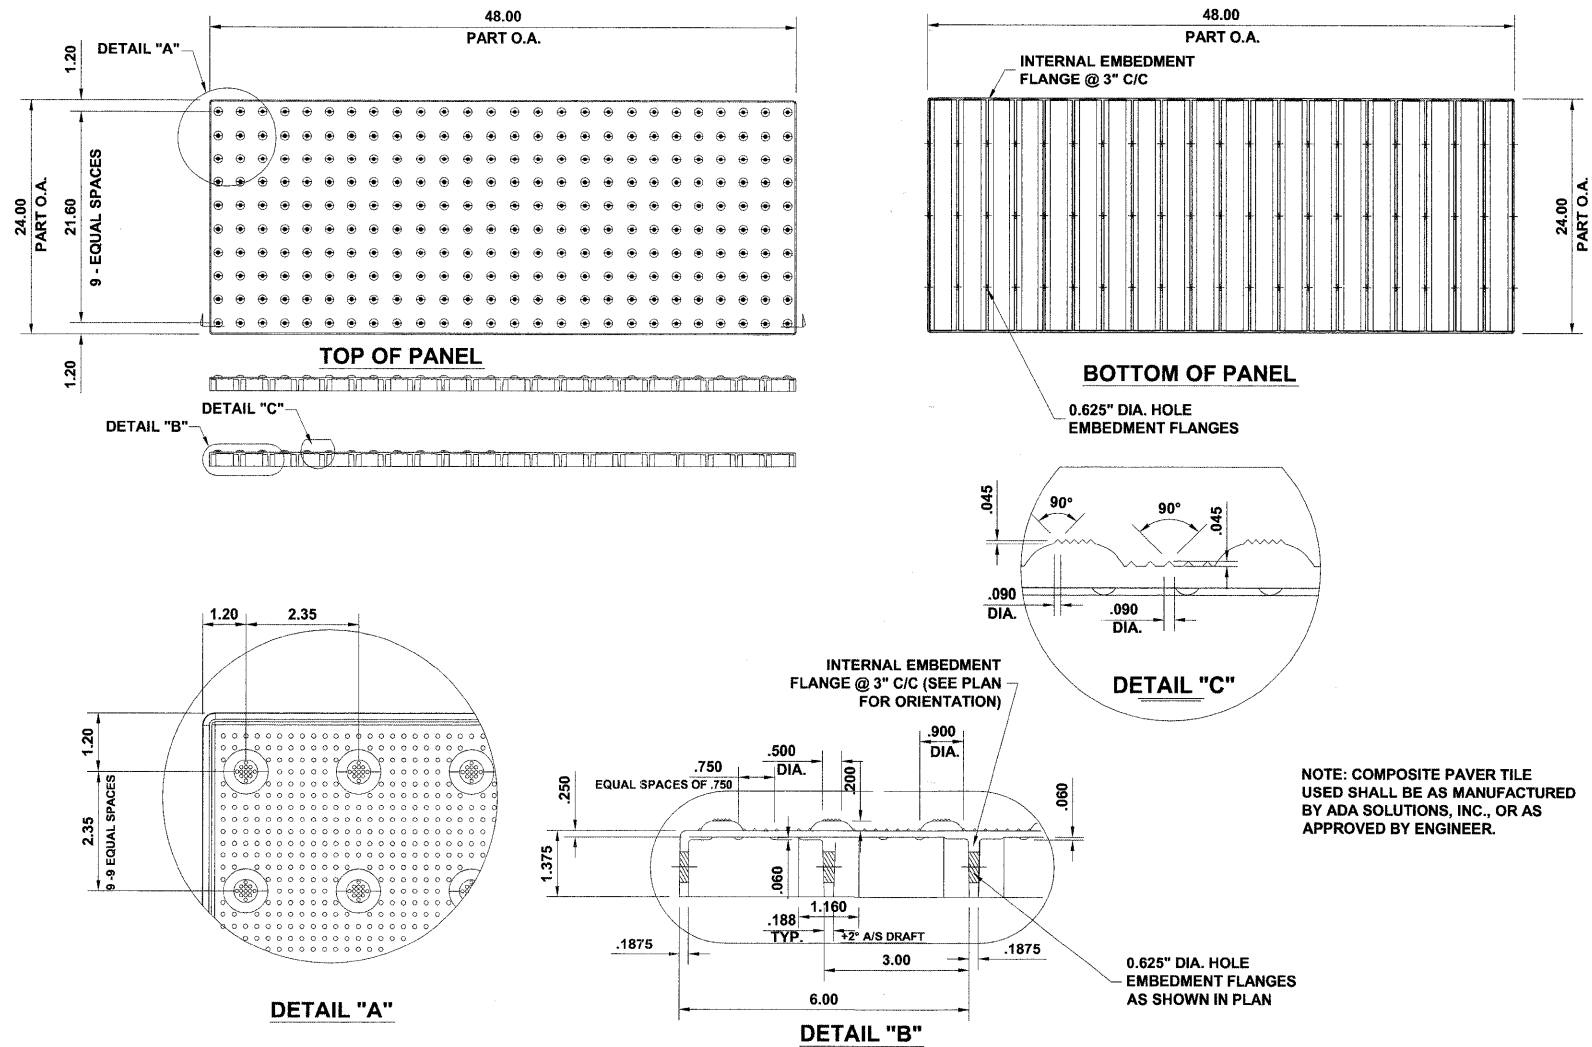 48.00
PART O.A.
DETAIL "A"
1.20
24.00
PART O.A.
21.60
9 - EQUAL SPACES
1.20
TOP OF PANEL
DETAIL "C"
DETAIL "B"
48.00
PART O.A.
INTERNAL EMBEDMENT
FLANGE @ 3" C/C
24.00
PART O.A.
BOTTOM OF PANEL
0.625" DIA. HOLE
EMBEDMENT FLANGES
.045
90°
90°
.045
.090
DIA.
.090
DIA.
DETAIL "C"
1.20
2.35
1.20
2.35
9 -9 EQUAL SPACES
DETAIL "A"
INTERNAL EMBEDMENT
FLANGE @ 3" C/C (SEE PLAN
FOR ORIENTATION)
.900
DIA.
.500
DIA.
.750
EQUAL SPACES OF .750
.200
.250
.060
1.375
.060
1.160
.188
TYP.
+2° A/S DRAFT
.1875
.1875
3.00
6.00
DETAIL "B"
0.625" DIA. HOLE
EMBEDMENT FLANGES
AS SHOWN IN PLAN
NOTE: COMPOSITE PAVER TILE
USED SHALL BE AS MANUFACTURED
BY ADA SOLUTIONS, INC., OR AS
APPROVED BY ENGINEER.